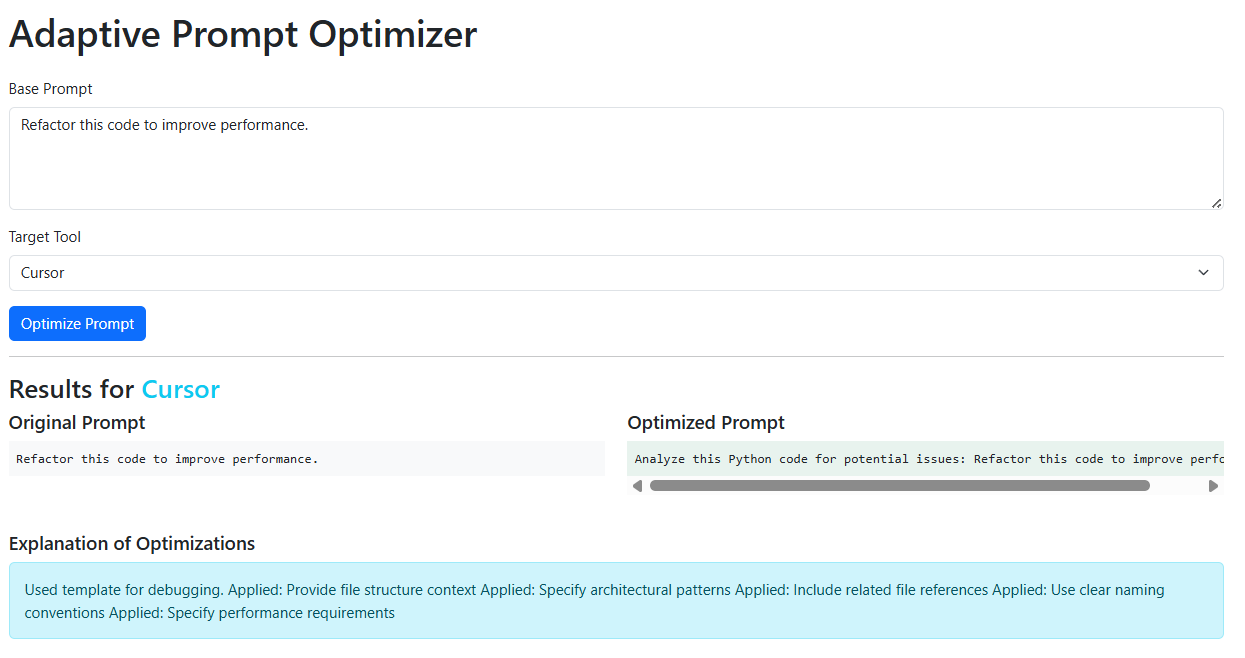 Adaptive Prompt Optimizer
Base Prompt
Refactor this code to improve performance.
Target Tool
Cursor
Optimize Prompt
Results for Cursor
Original Prompt
Refactor this code to improve performance.
Optimized Prompt
Analyze this Python code for potential issues: Refactor this code to improve perfo
Explanation of Optimizations
Used template for debugging. Applied: Provide file structure context Applied: Specify architectural patterns Applied: Include related file references Applied: Use clear naming
conventions Applied: Specify performance requirements